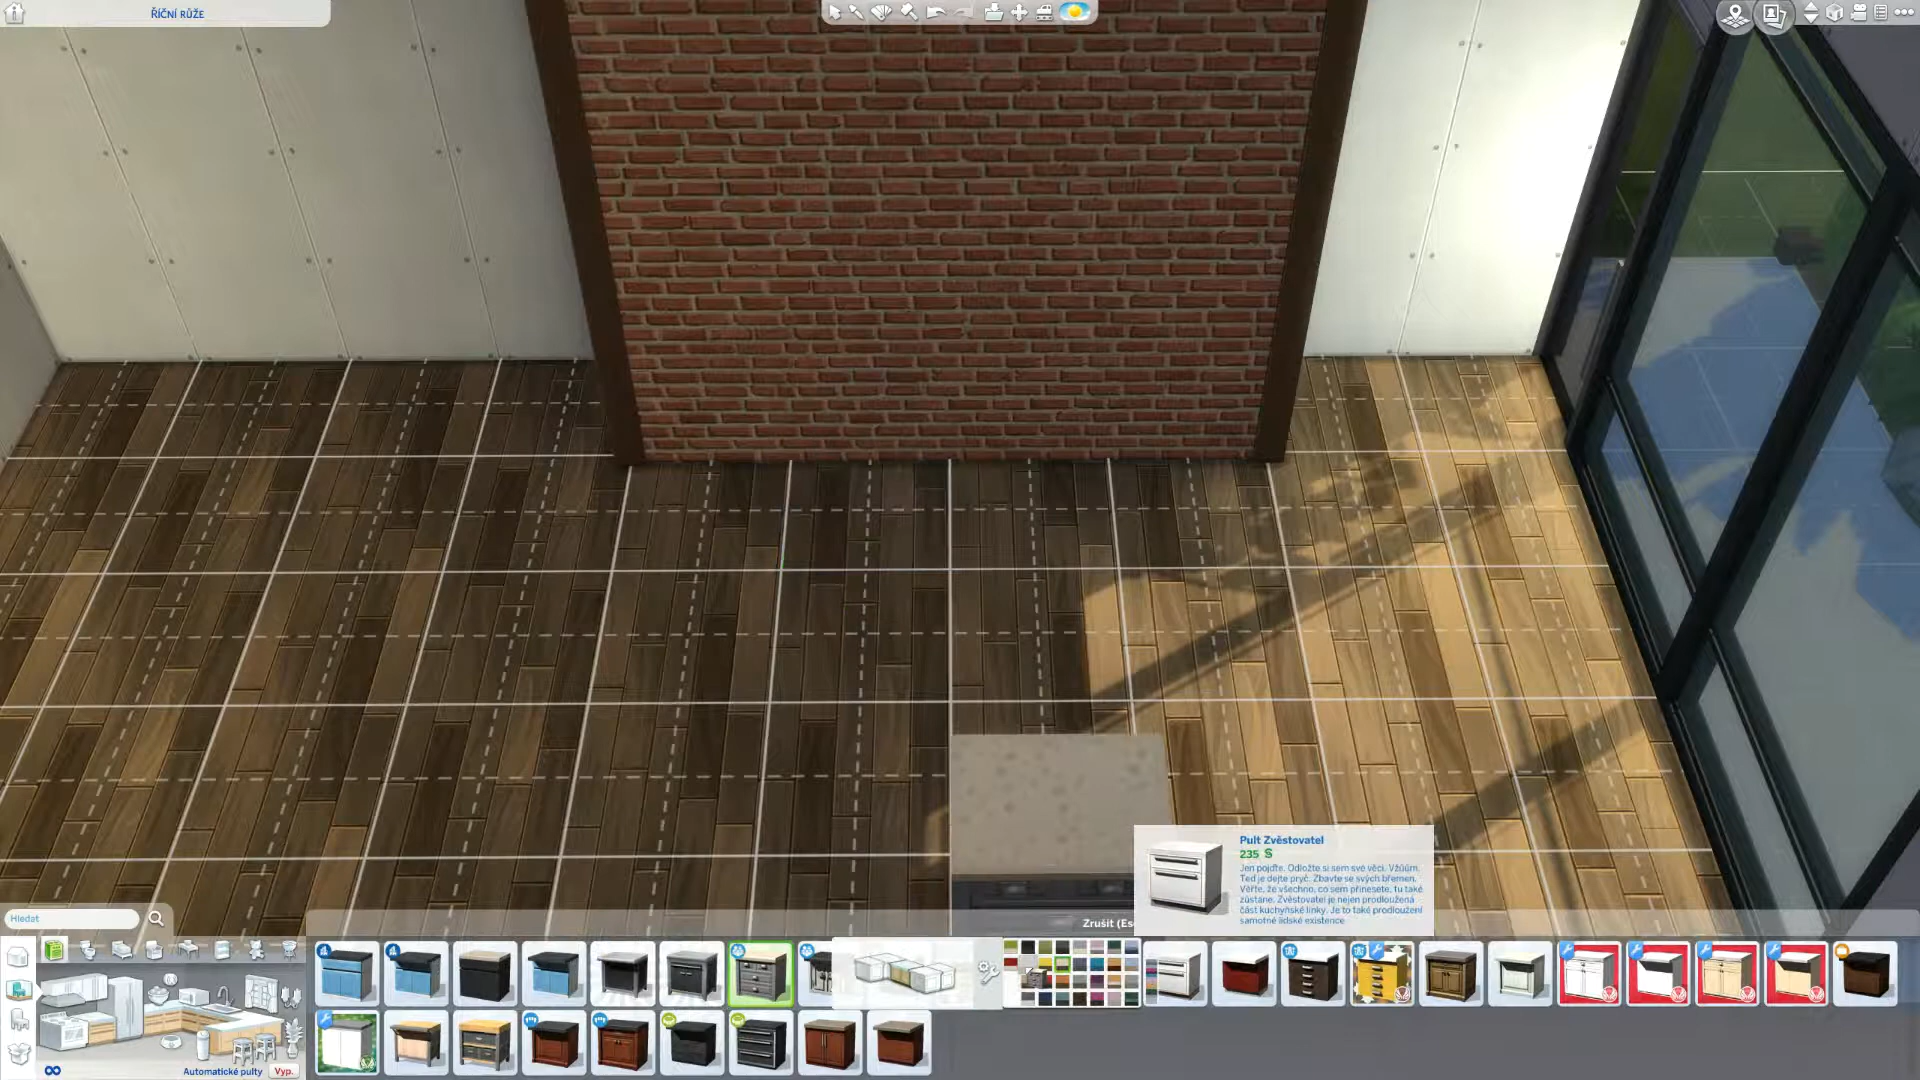 ŘÍČNÍ RŮŽE
Pult Zvěstovatel
235 $
Jen pojďte. Odložte si sem své věci. Vžůúm.
Teď je dejte pryč. Zbavte se svých břemen.
Věřte, že všechno, co sem přinesete, tu také
zůstane. Zvěstovatel je nejen prodloužená
část kuchyňské linky. Je to také prodloužení
samotné lidské existence
Zrušit (Es
Hledat
Automatické pulty
Vyp.